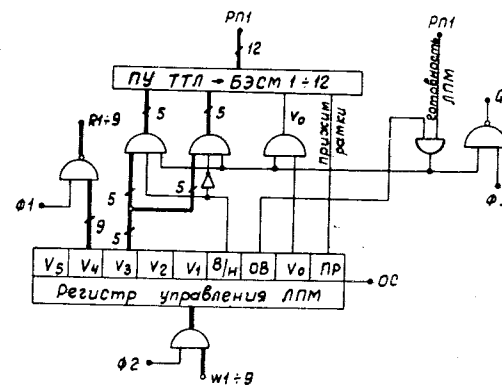 РП1
12
ПУ ТТЛ – БЭСМ 1÷12
РП1
готовность
ЛПМ
5
5
V0
прижим
рамки
R1÷9
Ф1
5
5
9
5
V5 V4 V3 V2 V1 В/н ОВ V0 ПР
ОС
Регистр управления ЛПМ
Ф2
W1÷9